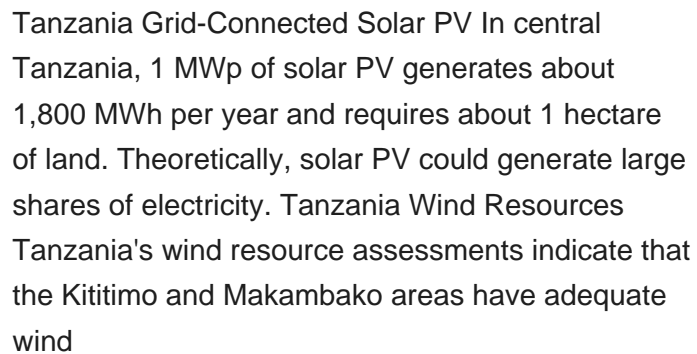 Tanzania Grid-Connected Solar PV In central
Tanzania, 1 MWp of solar PV generates about
1,800 MWh per year and requires about 1 hectare
of land. Theoretically, solar PV could generate large
shares of electricity. Tanzania Wind Resources
Tanzania's wind resource assessments indicate that
the Kititimo and Makambako areas have adequate
wind